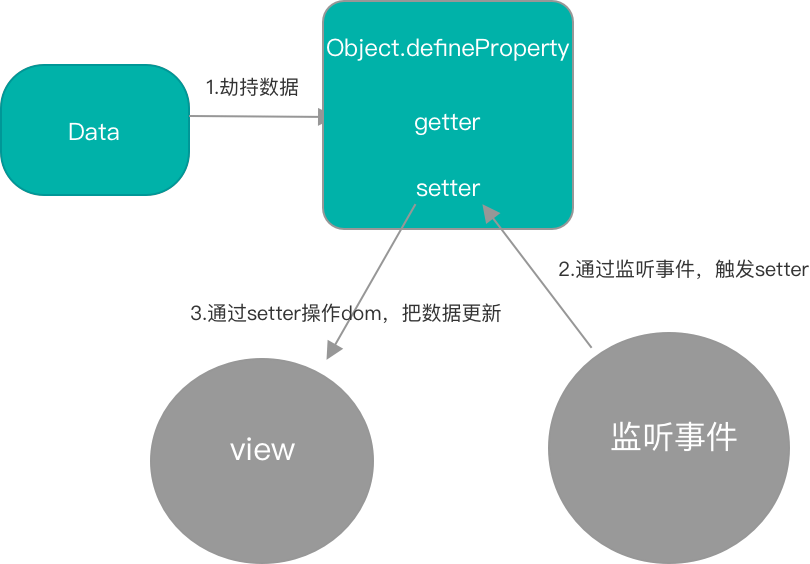 Object.defineProperty
1.劫持数据
Data
getter
setter
2.通过监听事件，触发setter
3.通过setter操作dom，把数据更新
view
监听事件